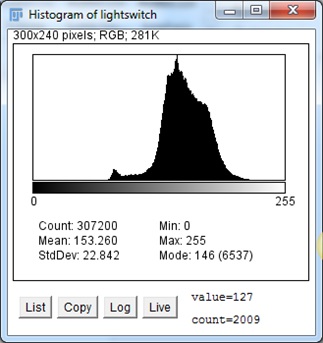 Histogram of lightswitch
300x240 pixels; RGB; 281K
0 255
Count: 307200 Min: 0
Mean: 153.260 Max: 255
StdDev: 22.842 Mode: 146 (6537)
List Copy Log Live value=127
count=2009